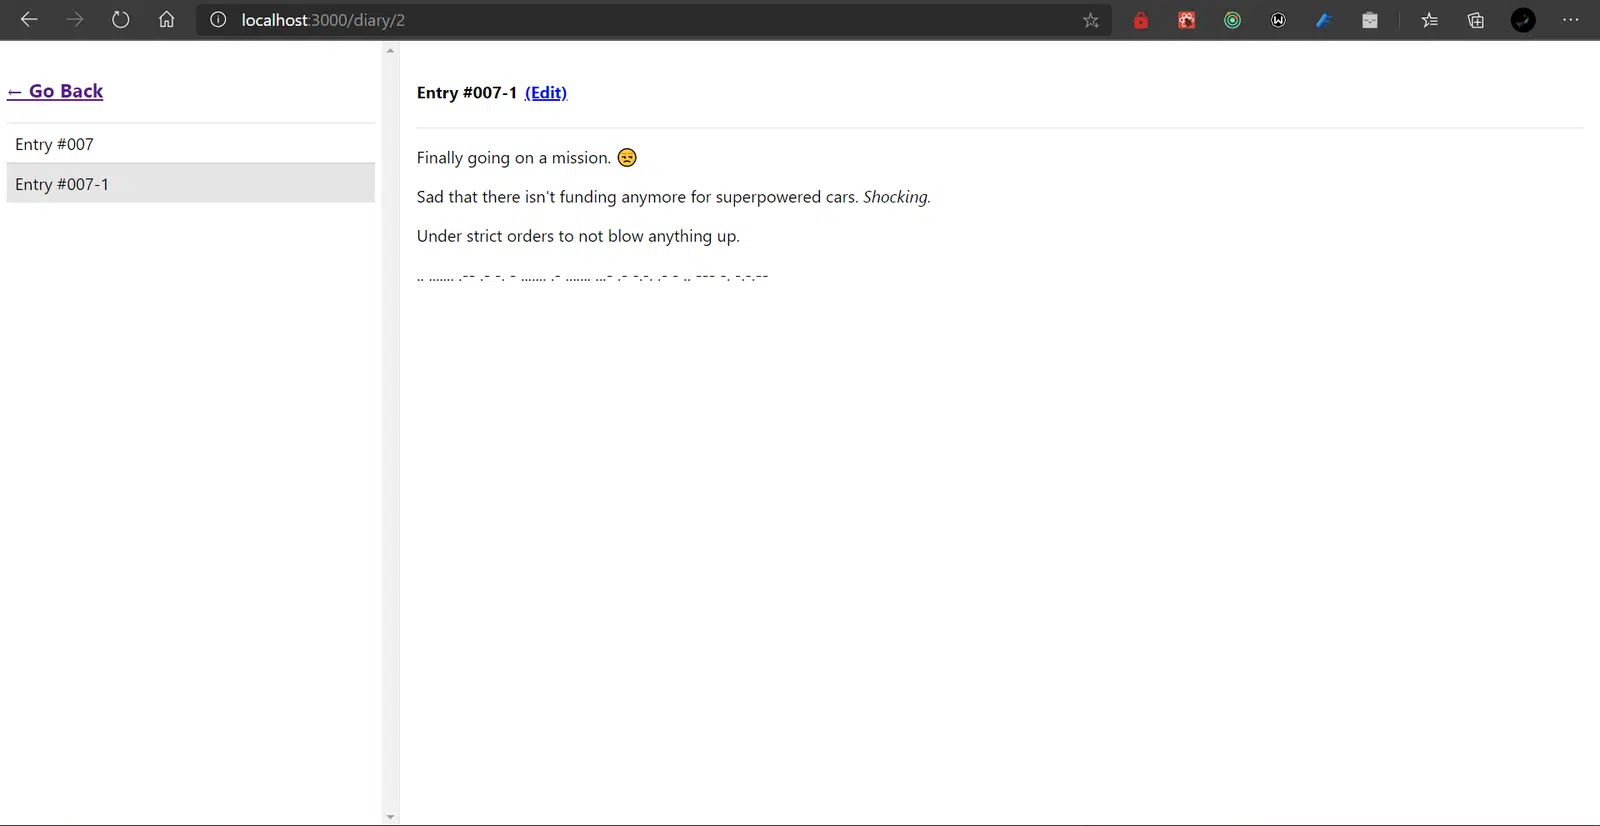 localhost:3000/diary/2
← Go Back
Entry #007
Entry #007-1
Entry #007-1 (Edit)
Finally going on a mission. 😒
Sad that there isn't funding anymore for superpowered cars. Shocking.
Under strict orders to not blow anything up.
.. ....... .-- .- -. - ....... .- ....... ...- .- -.-. .- - .. --- -. -.-.--